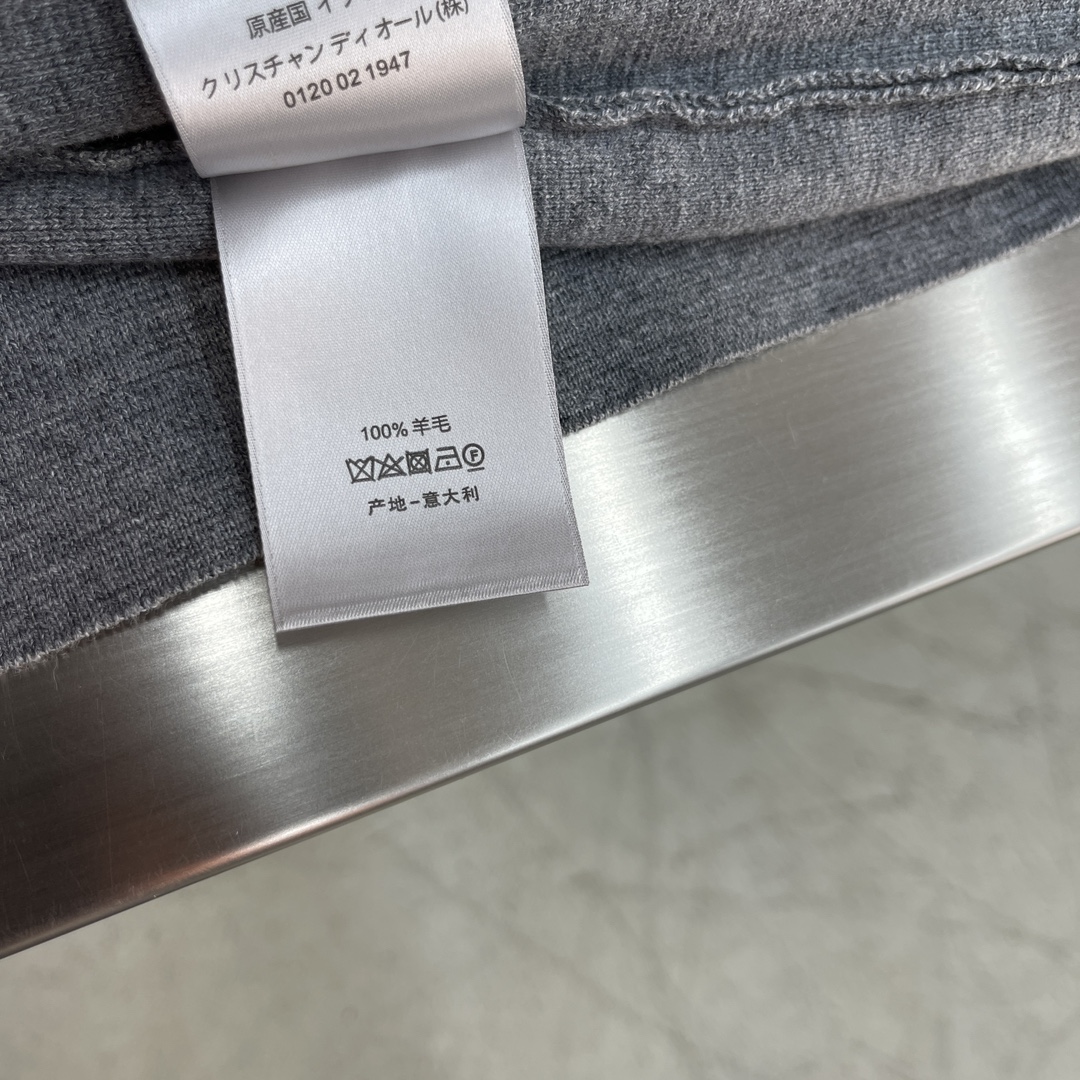 原産国 イタ
クリスチャン ディオール(株)
0120 02 1947
100% 羊毛
F
产地-意大利